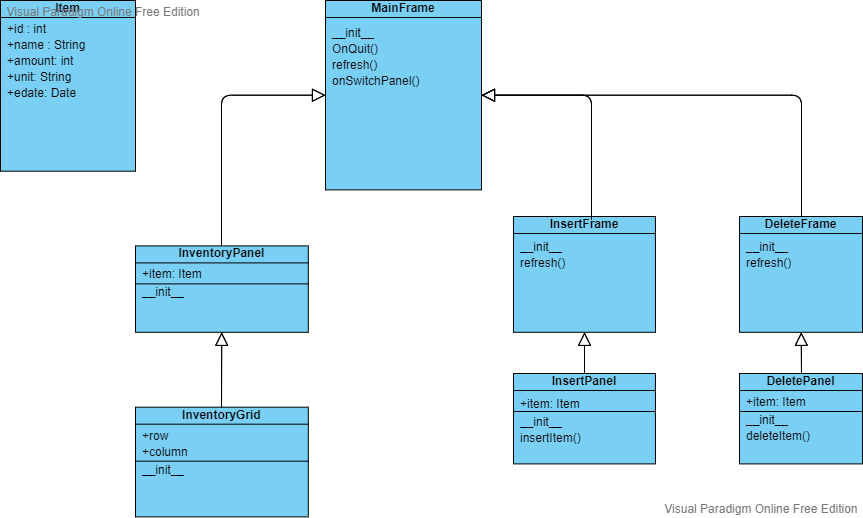 Visual Paradigm Online Free Edition
Item
+id : int
+name : String
+amount: int
+unit: String
+edate: Date
MainFrame
__init__
OnQuit()
refresh()
onSwitchPanel()
InventoryPanel
+item: Item
__init__
InsertFrame
__init__
refresh()
DeleteFrame
__init__
refresh()
InventoryGrid
+row
+column
__init__
InsertPanel
+item: Item
__init__
insertItem()
DeletePanel
+item: Item
__init__
deleteItem()
Visual Paradigm Online Free Edition